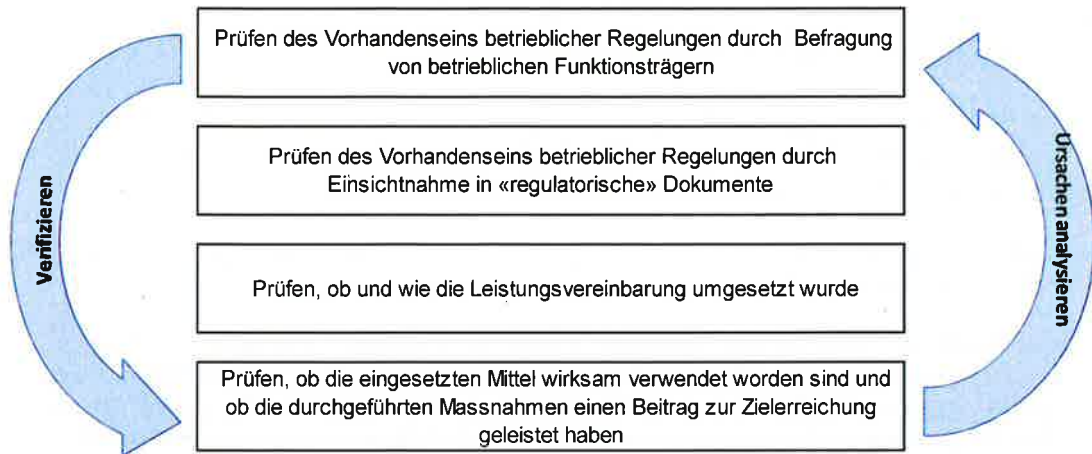 Prüfen des Vorhandenseins betrieblicher Regelungen durch Befragung
von betrieblichen Funktionsträgern
Prüfen des Vorhandenseins betrieblicher Regelungen durch
Einsichtnahme in «regulatorische» Dokumente
Prüfen, ob und wie die Leistungsvereinbarung umgesetzt wurde
Prüfen, ob die eingesetzten Mittel wirksam verwendet worden sind und
ob die durchgeführten Massnahmen einen Beitrag zur Zielerreichung
geleistet haben
Verifizieren
Ursachen analysieren